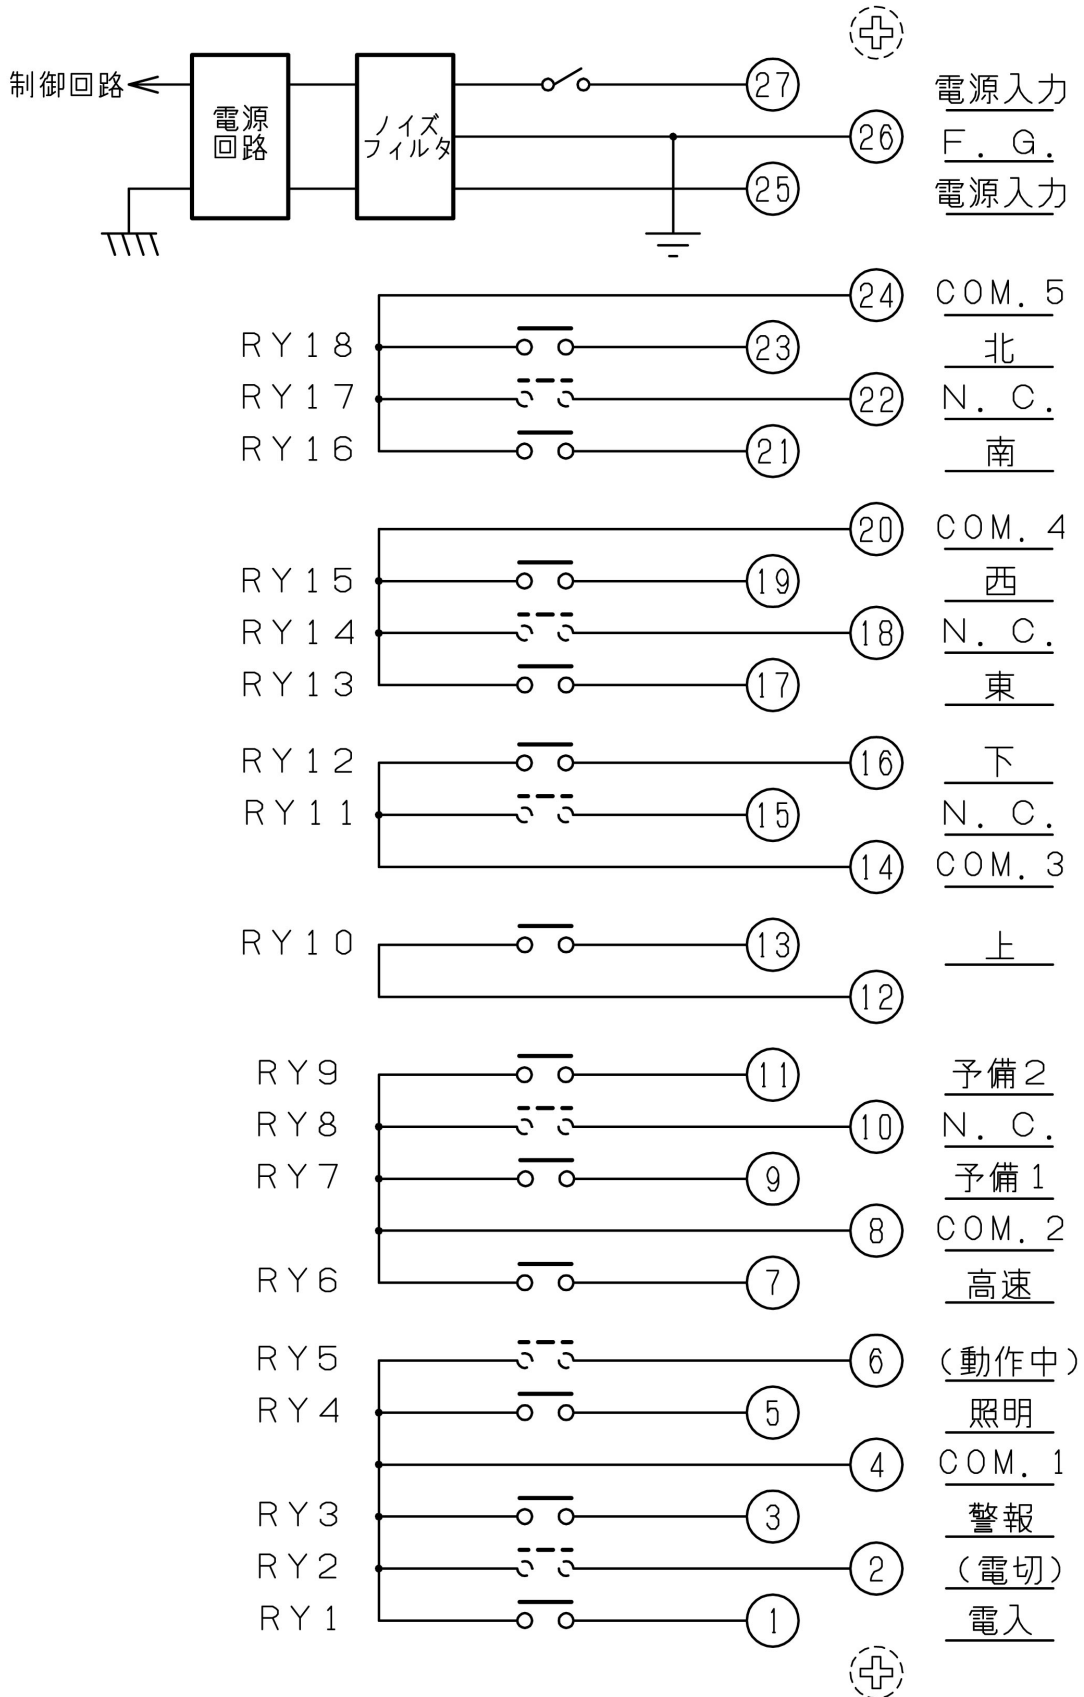 制御回路
電源
回路
ノイズ
フィルタ
27 電源入力
26 F. G.
25 電源入力
24 COM. 5
RY18 23 北
RY17 22 N. C.
RY16 21 南
20 COM. 4
RY15 19 西
RY14 18 N. C.
RY13 17 東
RY12 16 下
RY11 15 N. C.
14 COM. 3
RY10 13 上
12
RY9 11 予備2
RY8 10 N. C.
RY7 9 予備1
8 COM. 2
RY6 7 高速
RY5 6 (動作中)
RY4 5 照明
4 COM. 1
RY3 3 警報
RY2 2 (電切)
RY1 1 電入